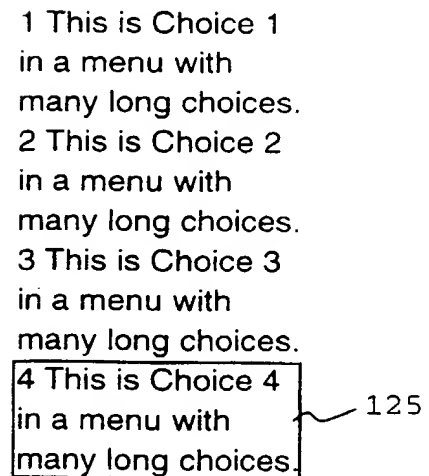 1 This is Choice 1
in a menu with
many long choices.
2 This is Choice 2
in a menu with
many long choices.
3 This is Choice 3
in a menu with
many long choices.
4 This is Choice 4
in a menu with
many long choices.
125